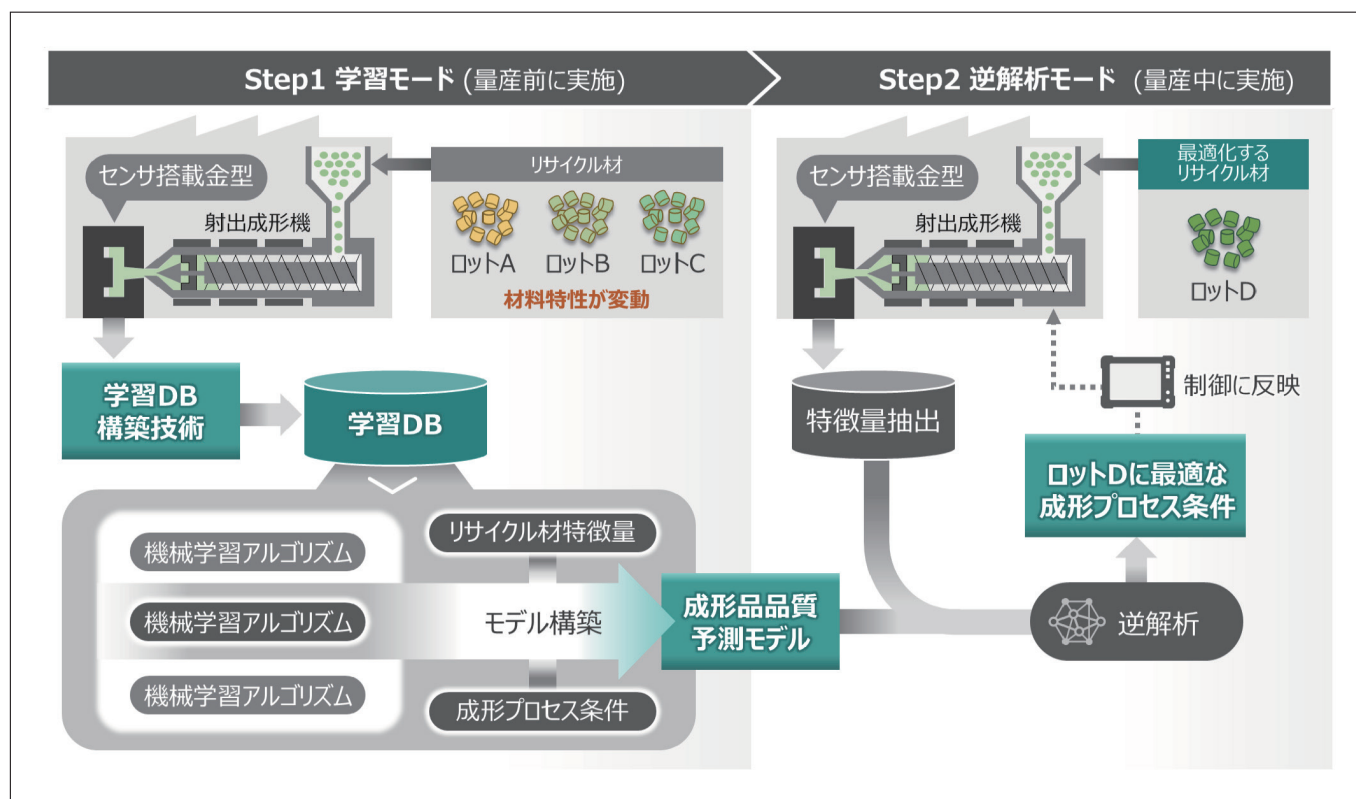 Step1 学習モード (量産前に実施)
Step2 逆解析モード (量産中に実施)
センサ搭載金型
射出成形機
リサイクル材
ロットA
ロットB
ロットC
材料特性が変動
学習DB
構築技術
学習DB
機械学習アルゴリズム
機械学習アルゴリズム
機械学習アルゴリズム
リサイクル材特徴量
モデル構築
成形プロセス条件
成形品品質
予測モデル
センサ搭載金型
射出成形機
最適化する
リサイクル材
ロットD
特徴量抽出
制御に反映
ロットDに最適な
成形プロセス条件
逆解析